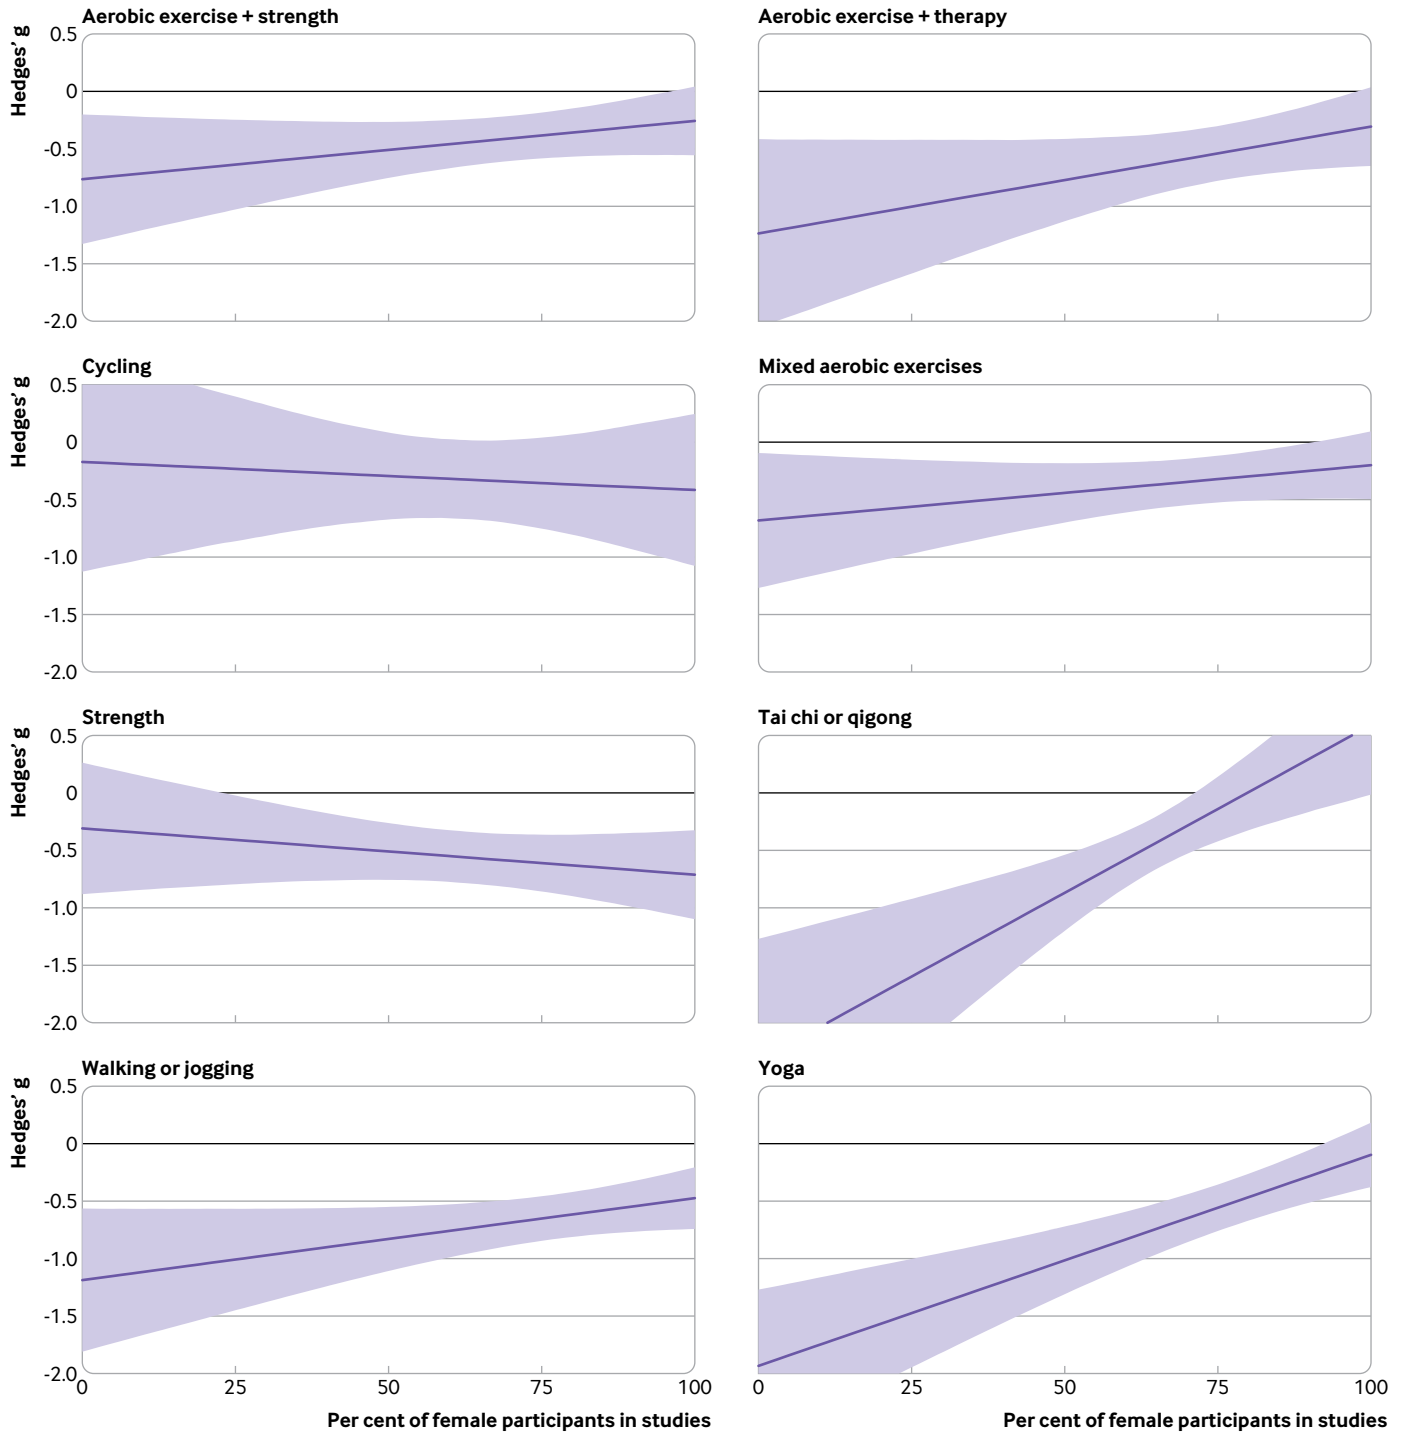 Aerobic exercise + strength
Aerobic exercise + therapy
Hedges’ g
0.5
0
-0.5
-1.0
-1.5
-2.0
Cycling
Mixed aerobic exercises
Hedges’ g
0.5
0
-0.5
-1.0
-1.5
-2.0
Strength
Tai chi or qigong
Hedges’ g
0.5
0
-0.5
-1.0
-1.5
-2.0
Walking or jogging
Yoga
Hedges’ g
0.5
0
-0.5
-1.0
-1.5
-2.0
0 25 50 75 100
0 25 50 75 100
Per cent of female participants in studies
Per cent of female participants in studies